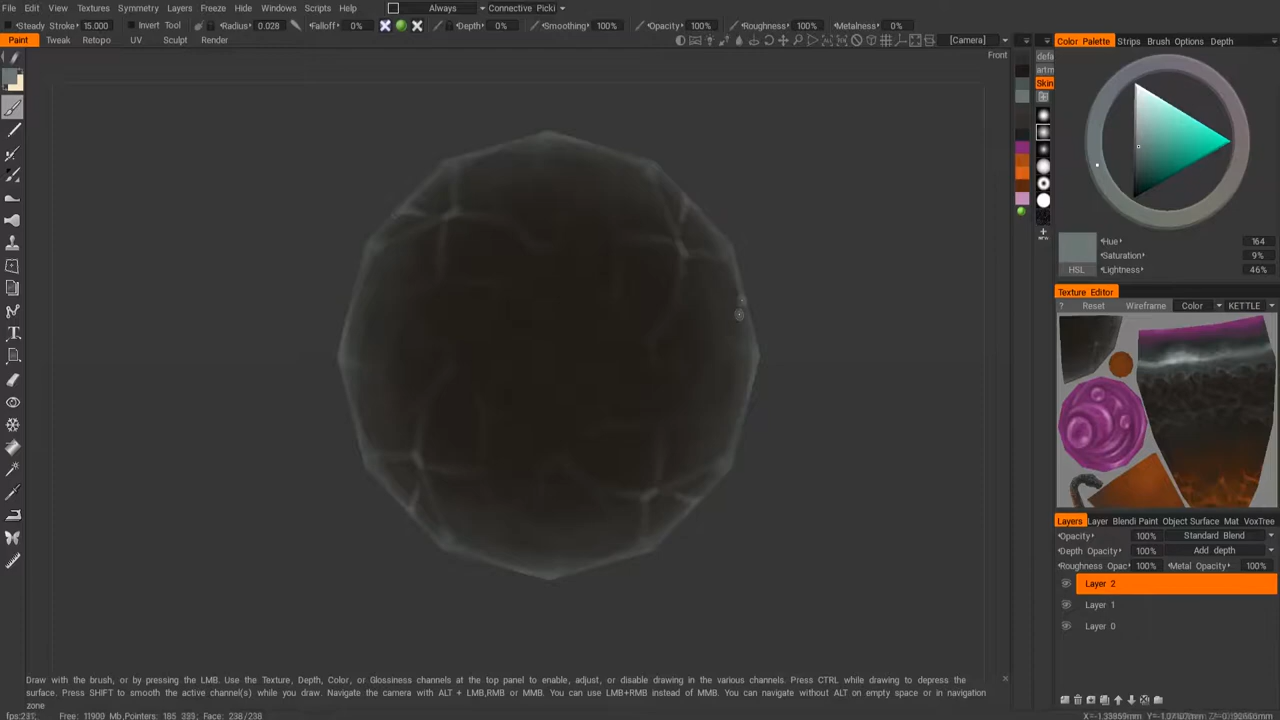 File Edit View Textures Symmetry Layers Freeze Hide Windows Scripts Help Always Connective Picki
Steady Stroke 15.000 Invert Tool Radius 0.028 Falloff 0% Depth 0% Smoothing 100% Opacity 100% Roughness 100% Metalness 0%
Paint Tweak Retopo UV Sculpt Render [Camera] Color Palette Strips Brush Options Depth
Front
defa
artm
Skin
Hue 164
Saturation 9%
HSL Lightness 46%
Texture Editor
? Reset Wireframe Color KETTLE
Layers Layer Blendi Paint Object Surface Mat VoxTree
Opacity 100% Standard Blend
Depth Opacity 100% Add depth
Roughness Opac 100% Metal Opacity 100%
Layer 2
Layer 1
Layer 0
Draw with the brush, or by pressing the LMB. Use the Texture, Depth, Color, or Glossiness channels at the top panel to enable, adjust, or disable drawing in the various channels. Press CTRL while drawing to depress the
surface. Press SHIFT to smooth the active channel(s) while you draw. Navigate the camera with ALT + LMB,RMB or MMB. You can use LMB+RMB instead of MMB. You can navigate without ALT on empty space or in navigation
zone
Free: 11900 Mb,Pointers: 185 Face: 238/238